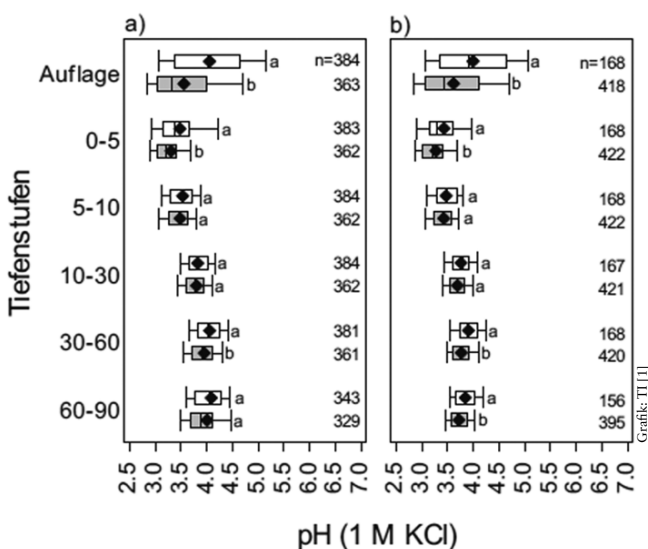 a) b)
Auflage a n=384 a n=168
b 363 b 418
0-5 a 383 a 168
b 362 b 422
5-10 a 384 a 168
a 362 a 422
10-30 a 384 a 167
a 362 a 421
30-60 a 381 a 168
b 361 b 420
60-90 a 343 a 156
a 329 b 395
Tiefenstufen
2.5 3.0 3.5 4.0 4.5 5.0 5.5 6.0 6.5 7.0 2.5 3.0 3.5 4.0 4.5 5.0 5.5 6.0 6.5 7.0
pH (1 M KCl)
Grafik: TI [1]